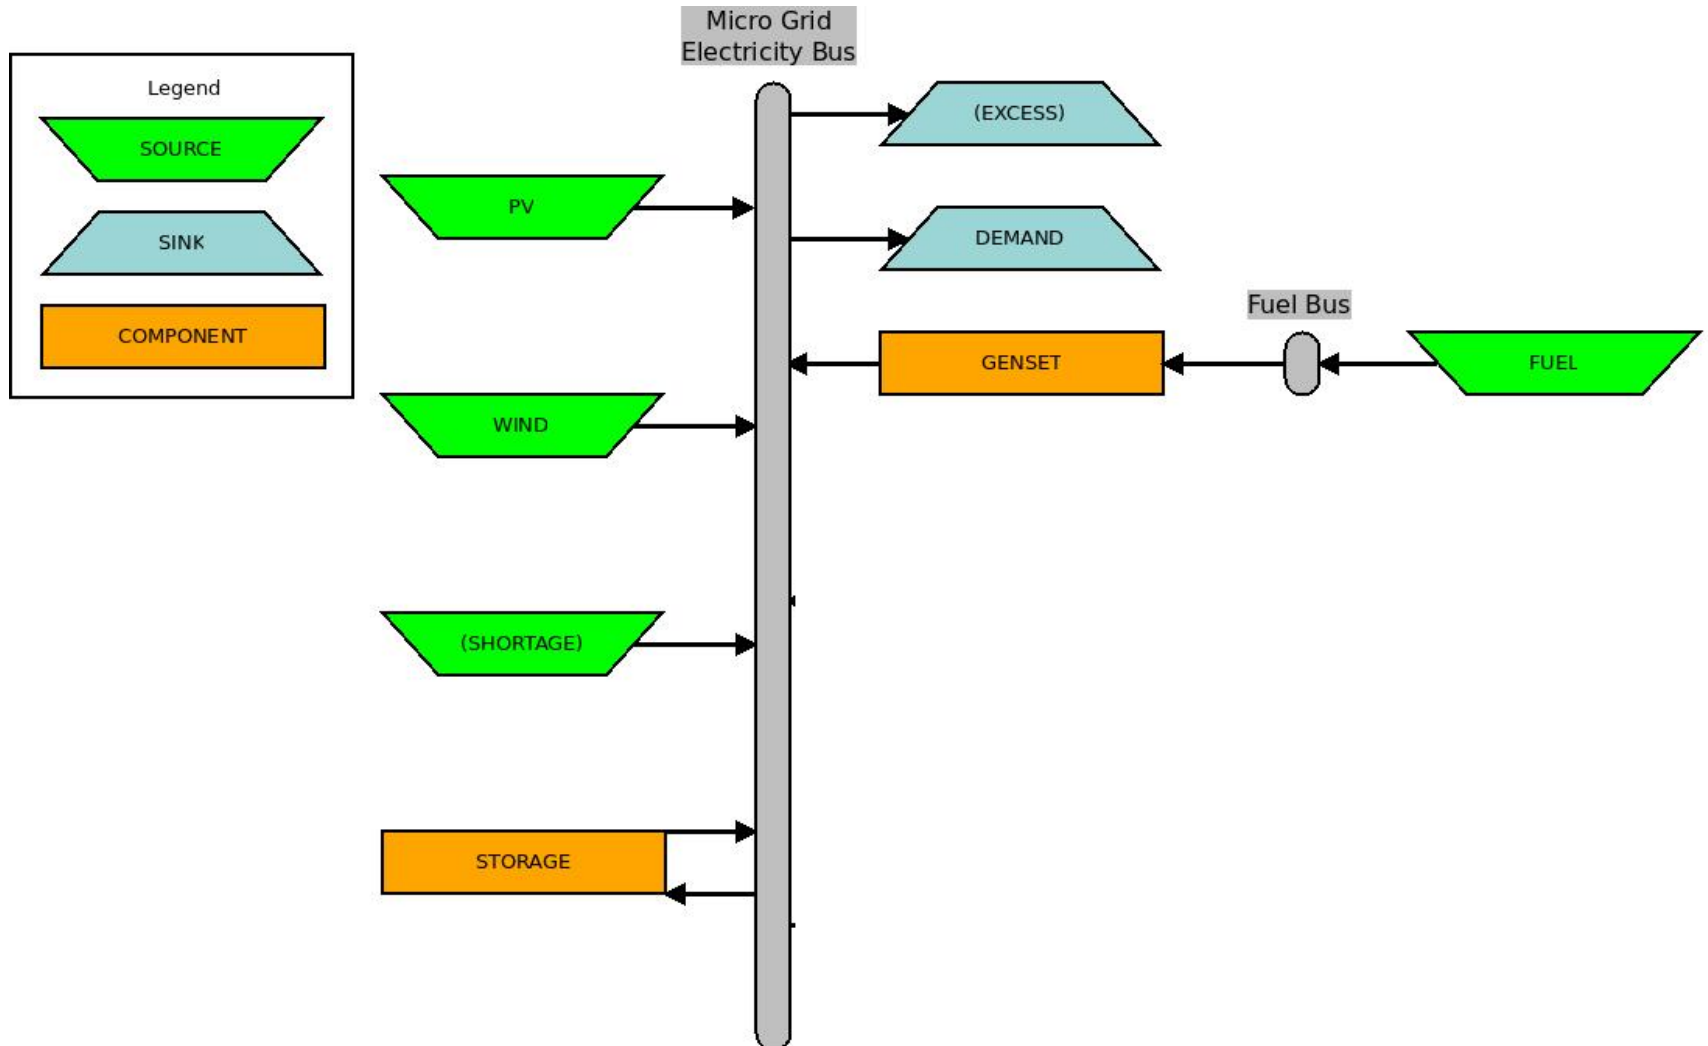 Micro Grid
Electricity Bus
Legend
SOURCE
SINK
COMPONENT
PV
WIND
(SHORTAGE)
STORAGE
(EXCESS)
DEMAND
GENSET
Fuel Bus
FUEL